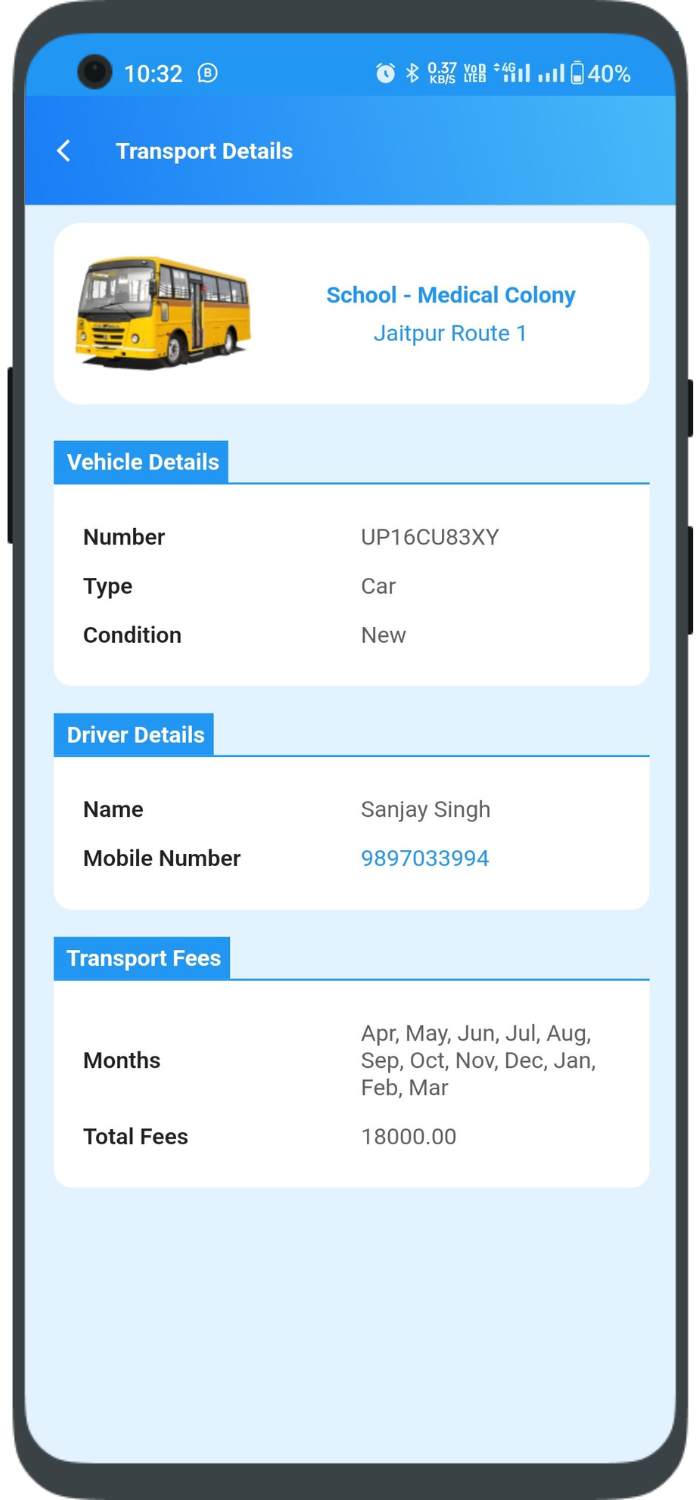 10:32 B 0.37 KB/S VoD LTE2 4G 40%
Transport Details
School - Medical Colony
Jaitpur Route 1
Vehicle Details
Number UP16CU83XY
Type Car
Condition New
Driver Details
Name Sanjay Singh
Mobile Number 9897033994
Transport Fees
Months Apr, May, Jun, Jul, Aug,
Sep, Oct, Nov, Dec, Jan,
Feb, Mar
Total Fees 18000.00